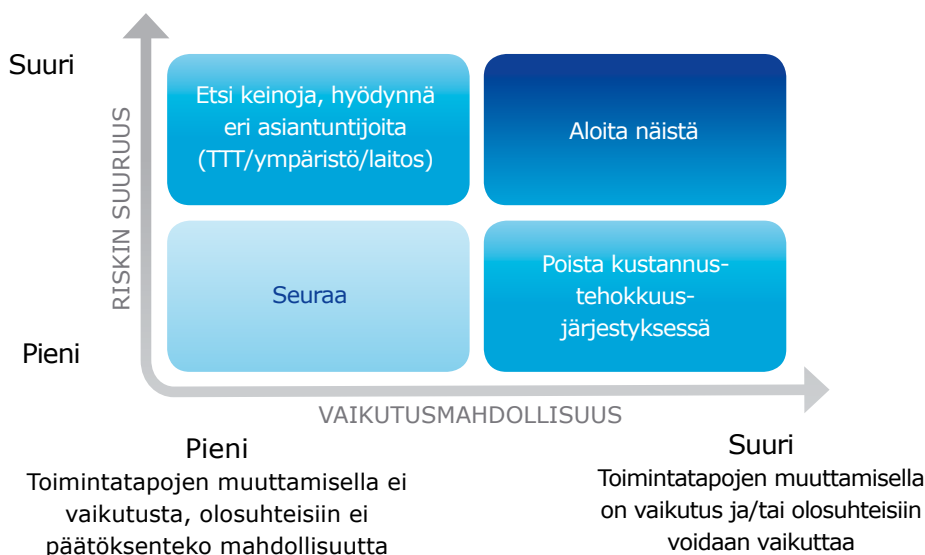 Suuri
RISKIN SUURUUS
Pieni
Etsi keinoja, hyödynnä
eri asiantuntijoita
(TTT/ympäristö/laitos)
Aloita näistä
Seuraa
Poista kustannus-
tehokkuus-
järjestyksessä
VAIKUTUSMAHDOLLISUUS
Pieni
Toimintatapojen muuttamisella ei
vaikutusta, olosuhteisiin ei
päätöksenteko mahdollisuutta
Suuri
Toimintatapojen muuttamisella
on vaikutus ja/tai olosuhteisiin
voidaan vaikuttaa